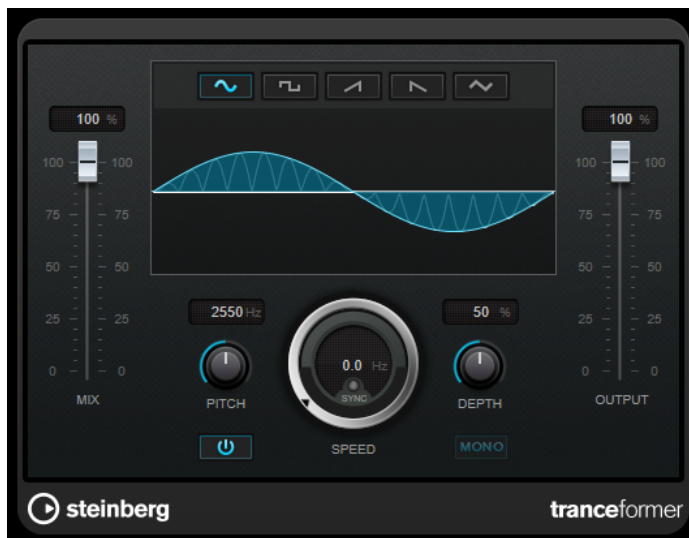 100 %
100 %
100 100
75 75
50 50
25 25
0 0
MIX
100 100
75 75
50 50
25 25
0 0
OUTPUT
2550 Hz
PITCH
0.0 Hz
SYNC
SPEED
50 %
DEPTH
MONO
steinberg
tranceformer